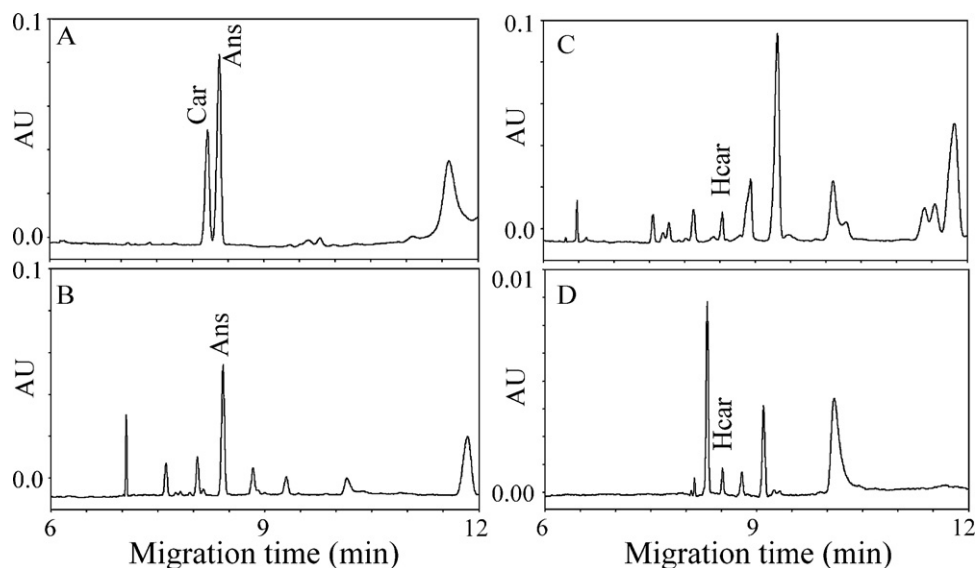 0.1
A
Car
Ans
AU
0.0
0.1
B
Ans
AU
0.0
6
9
12
Migration time (min)
0.1
C
Hcar
AU
0.0
0.01
D
Hcar
AU
0.00
6
9
12
Migration time (min)